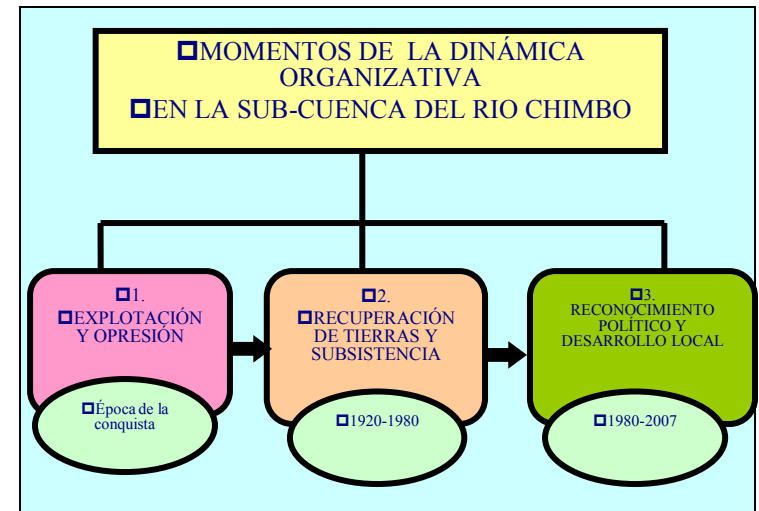 MOMENTOS DE LA DINÁMICA
ORGANIZATIVA
EN LA SUB-CUENCA DEL RIO CHIMBO
1.
EXPLOTACIÓN
Y OPRESIÓN
Época de la
conquista
2.
RECUPERACIÓN
DE TIERRAS Y
SUBSISTENCIA
1920-1980
3.
RECONOCIMIENTO
POLÍTICO Y
DESARROLLO LOCAL
1980-2007